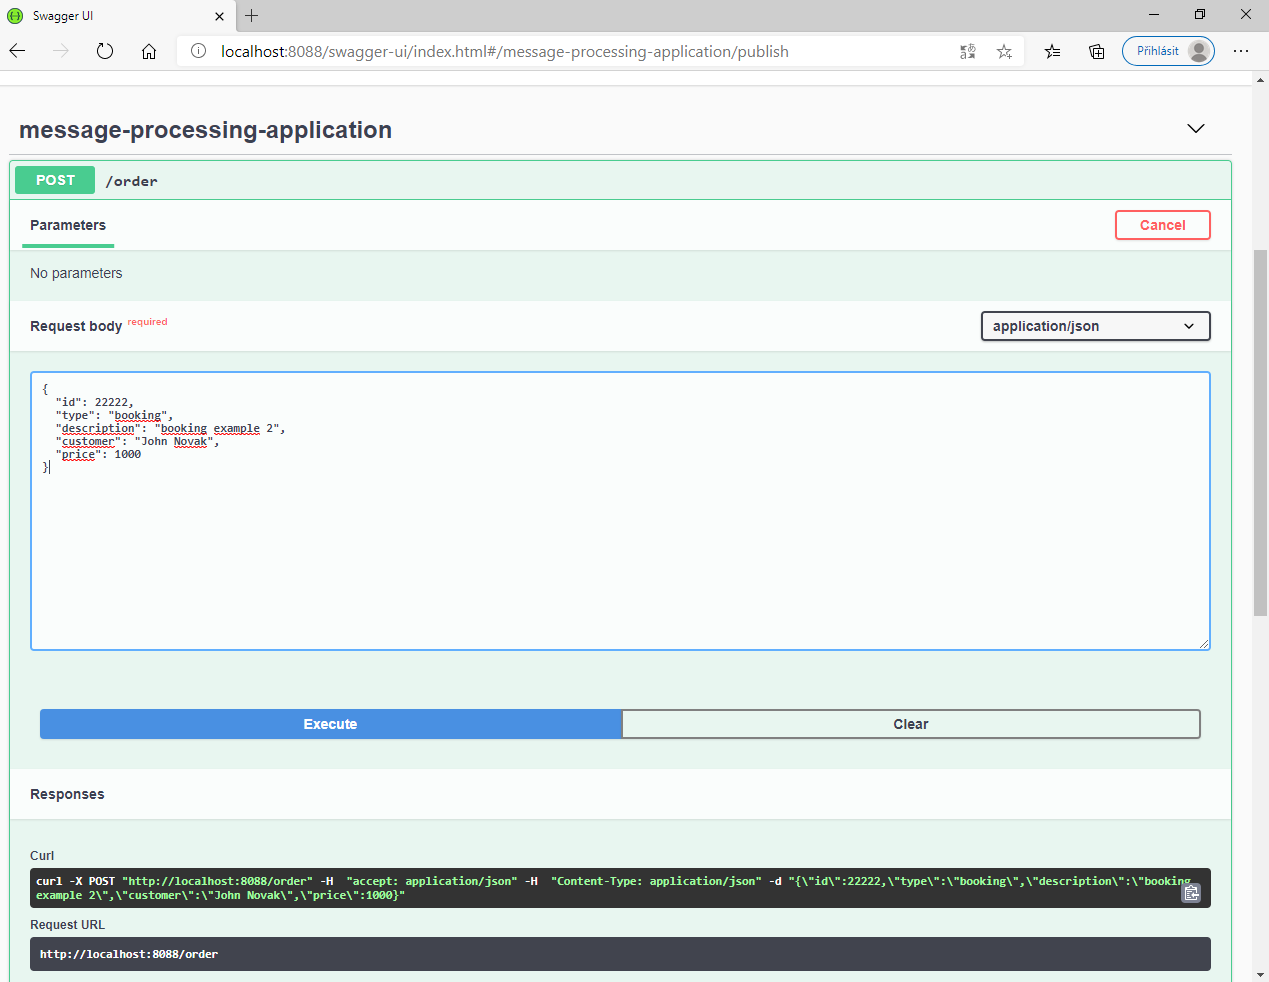 Swagger UI
localhost:8088/swagger-ui/index.html#/message-processing-application/publish
Přihlásit
message-processing-application
POST /order
Parameters
Cancel
No parameters
Request body required
application/json
{
"id": 22222,
"type": "booking",
"description": "booking example 2",
"customer": "John Novak",
"price": 1000
}
Execute
Clear
Responses
Curl
curl -X POST "http://localhost:8088/order" -H  "accept: application/json" -H  "Content-Type: application/json" -d "{\"id\":22222,\"type\":\"booking\",\"description\":\"booking
example 2\",\"customer\":\"John Novak\",\"price\":1000}"
Request URL
http://localhost:8088/order